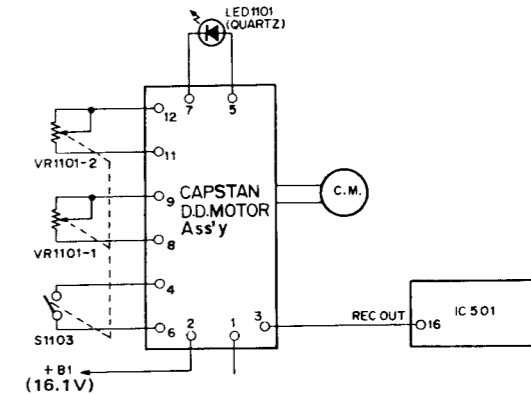 LED1101
(QUARTZ)
7
5
12
11
VR1101-2
9
CAPSTAN
D.D.MOTOR
Ass'y
C.M.
8
VR1101-1
4
6
2
1
3
REC OUT
16
IC 501
S1103
+B1
(16.1V)